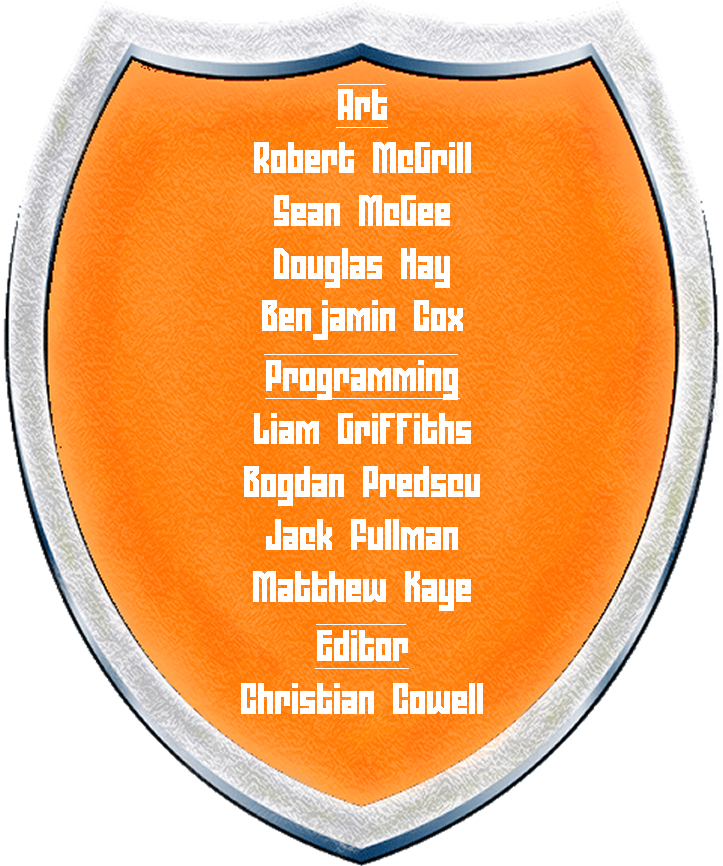 Art
Robert McGrill
Sean McGee
Douglas Hay
Benjamin Cox
Programming
Liam Griffiths
Bogdan Predscu
Jack Fullman
Matthew Kaye
Editor
Christian Cowell